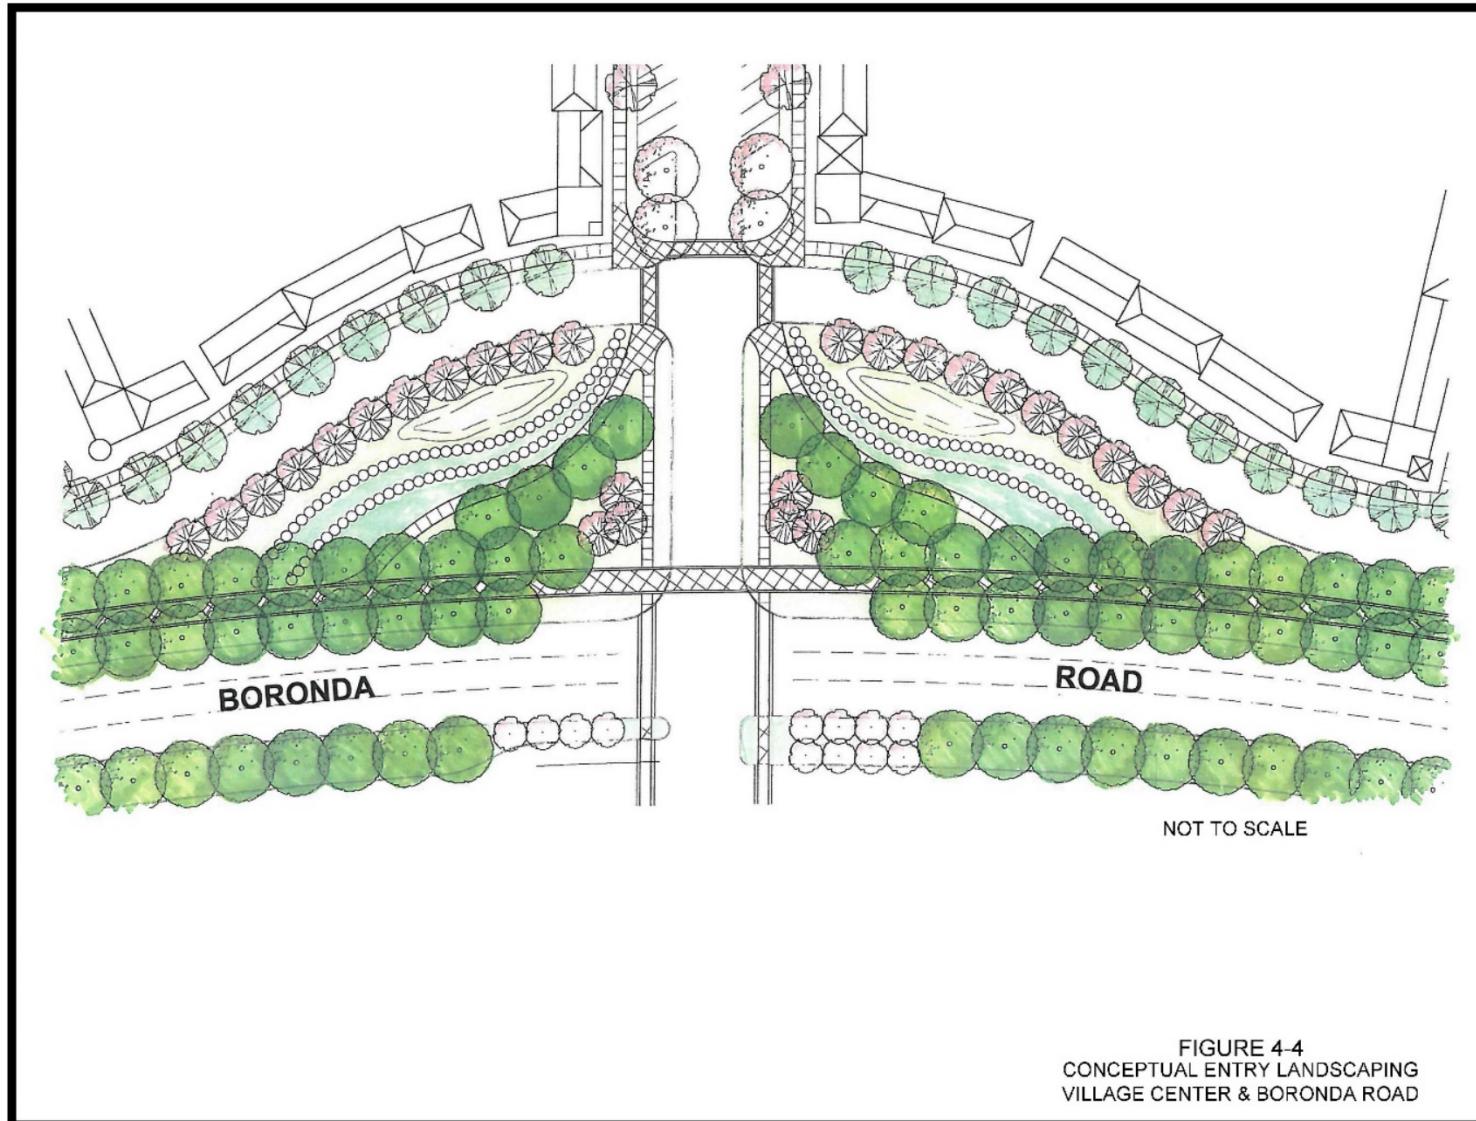 BORONDA
ROAD
NOT TO SCALE
FIGURE 4-4
CONCEPTUAL ENTRY LANDSCAPING
VILLAGE CENTER & BORONDA ROAD